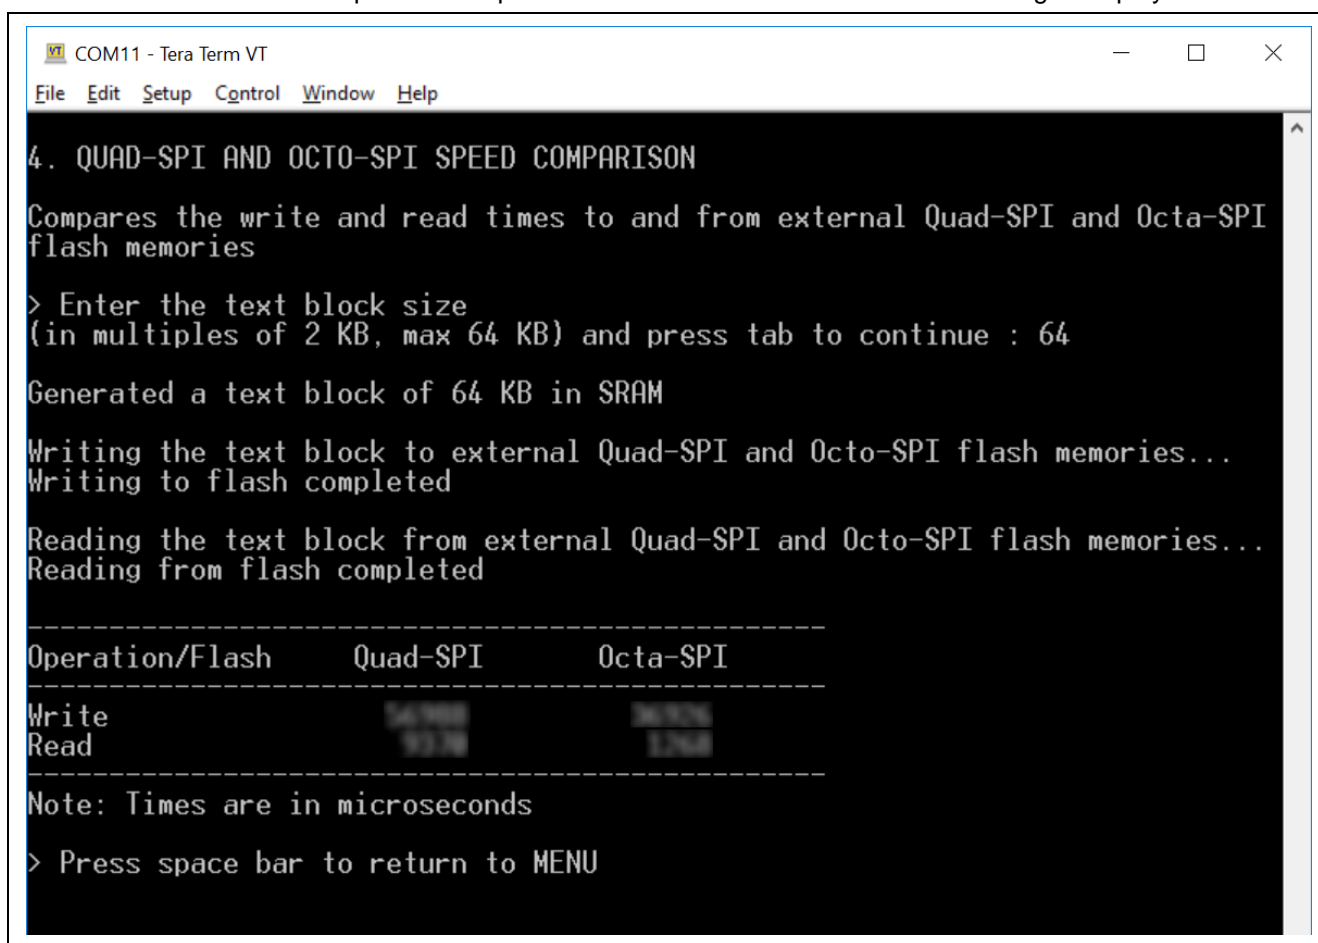 COM11 - Tera Term VT
File Edit Setup Control Window Help
4. QUAD-SPI AND OCTO-SPI SPEED COMPARISON
Compares the write and read times to and from external Quad-SPI and Octa-SPI
flash memories
> Enter the text block size
(in multiples of 2 KB, max 64 KB) and press tab to continue : 64
Generated a text block of 64 KB in SRAM
Writing the text block to external Quad-SPI and Octo-SPI flash memories...
Writing to flash completed
Reading the text block from external Quad-SPI and Octo-SPI flash memories...
Reading from flash completed
--------------------------------------------------
Operation/Flash Quad-SPI Octa-SPI
--------------------------------------------------
Write
Read
--------------------------------------------------
Note: Times are in microseconds
> Press space bar to return to MENU